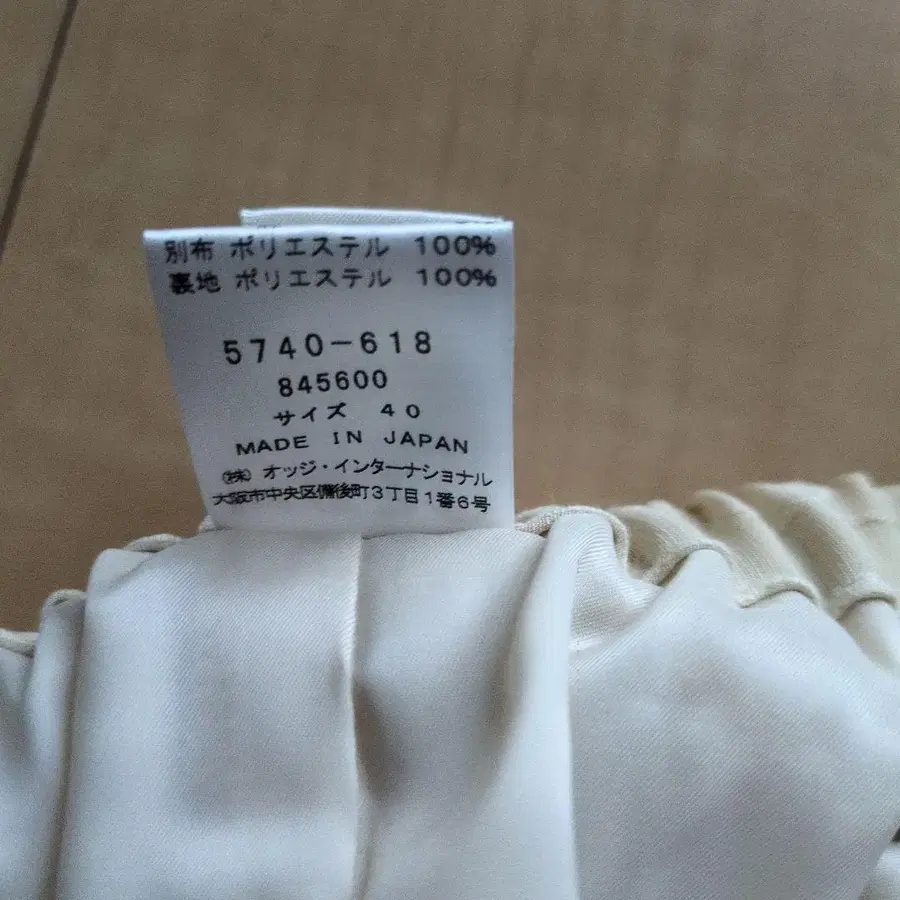 別布 ポリエステル 100%
裏地 ポリエステル 100%
5740-618
845600
サイズ 40
MADE IN JAPAN
㈱ オッジ・インターナショナル
大阪市中央区備後町3丁目1番6号